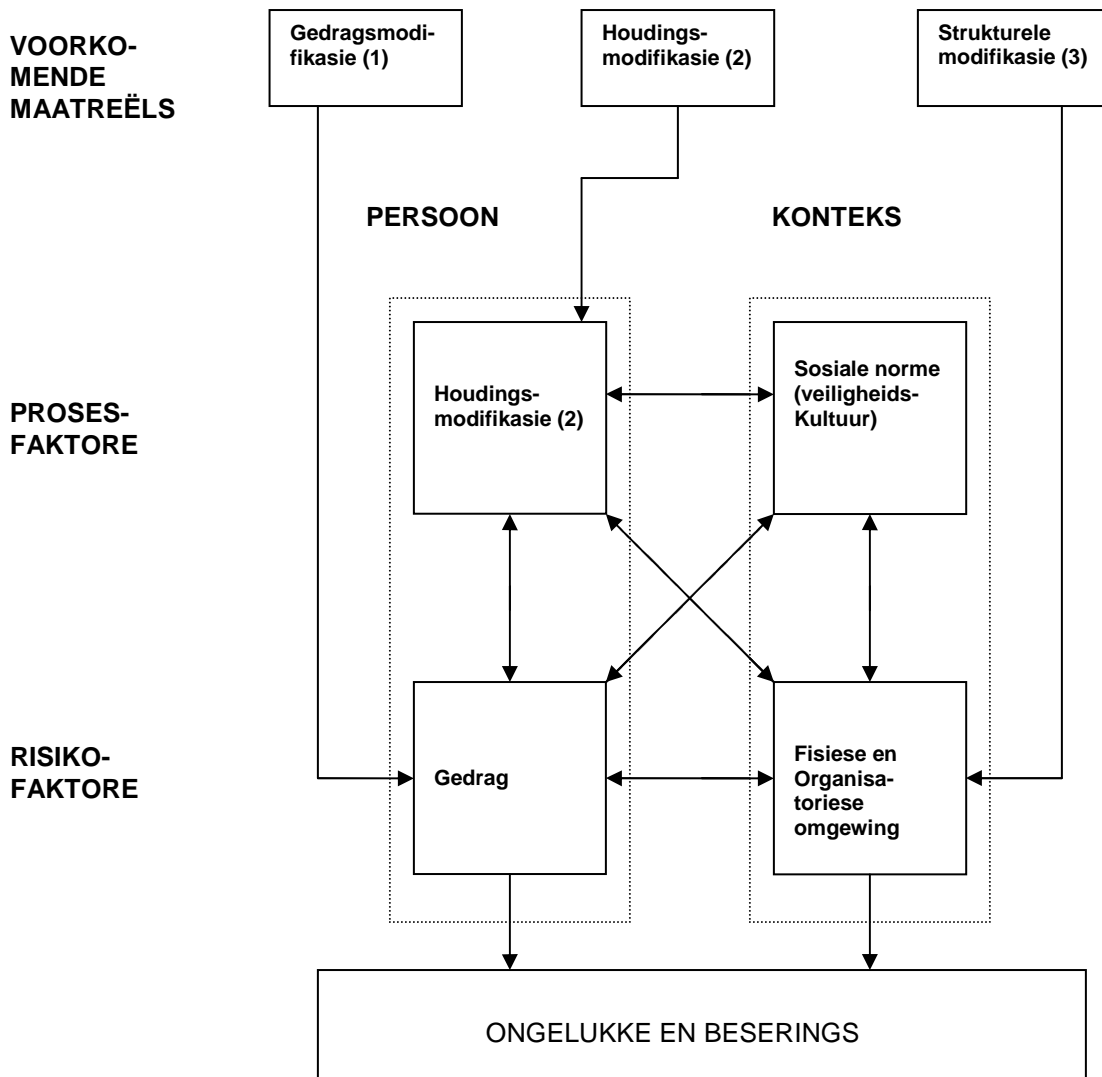 VOORKO-
MENDE
MAATREËLS
Gedragsmodi-
fikasie (1)
Houdings-
modifikasie (2)
Strukturele
modifikasie (3)
PERSOON
KONTEKS
PROSES-
FAKTORE
Houdings-
modifikasie (2)
Sosiale norme
(veiligheids-
Kultuur)
RISIKO-
FAKTORE
Gedrag
Fisiese en
Organisa-
toriese
omgewing
ONGELUKKE EN BESERINGS